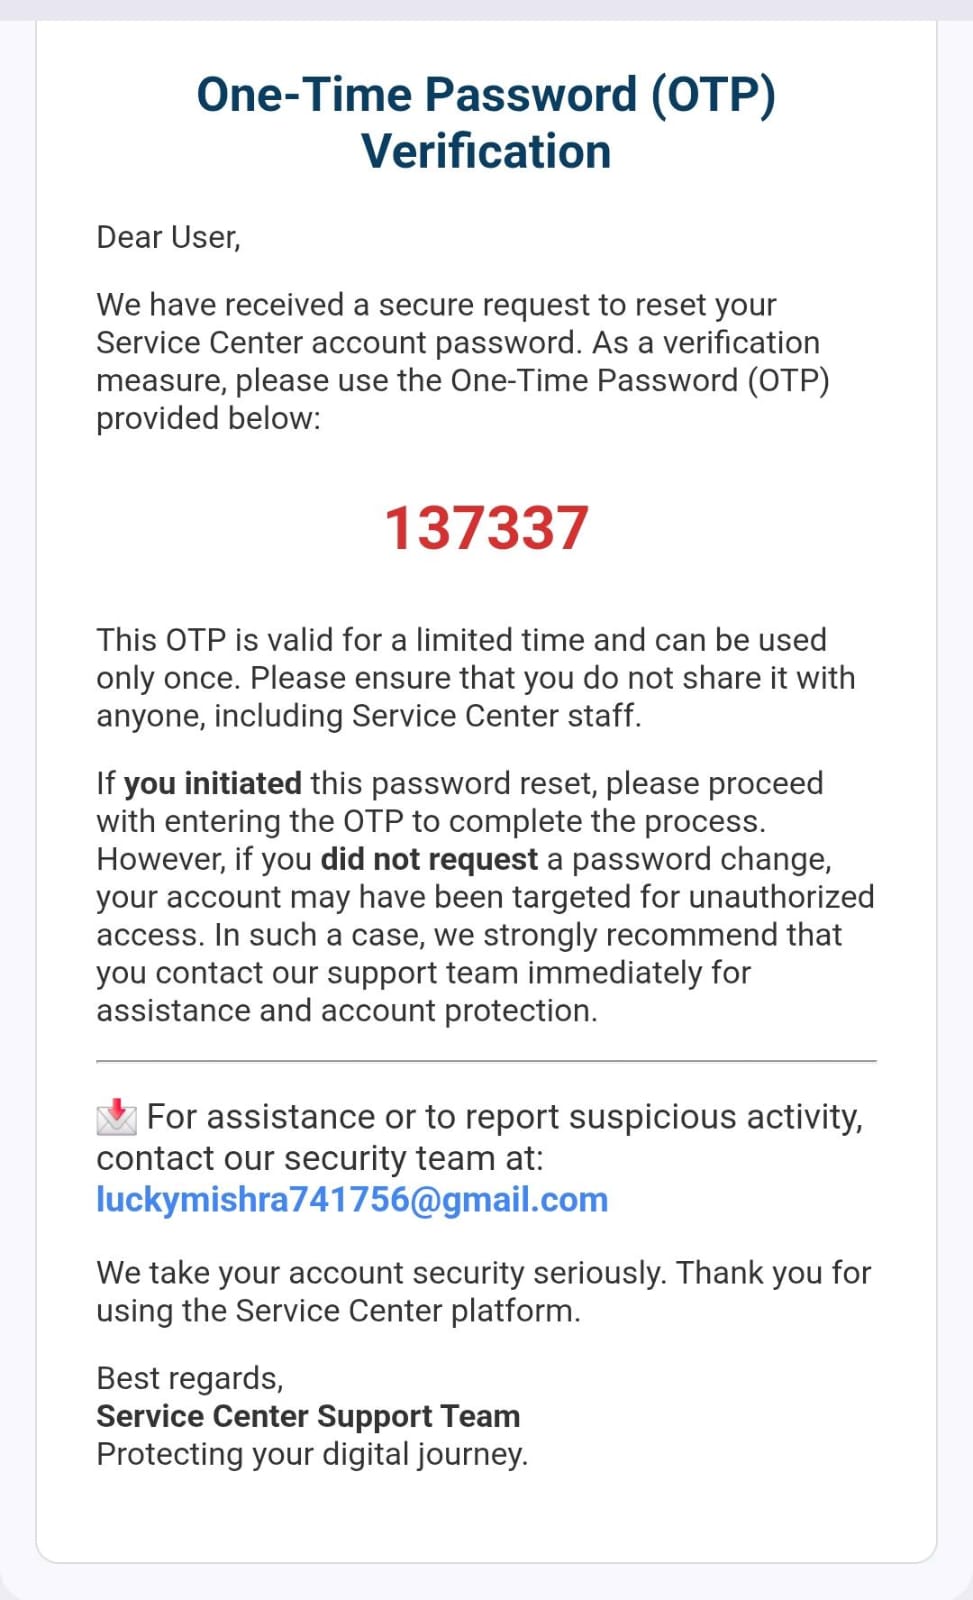 One-Time Password (OTP)
Verification
Dear User,
We have received a secure request to reset your
Service Center account password. As a verification
measure, please use the One-Time Password (OTP)
provided below:
137337
This OTP is valid for a limited time and can be used
only once. Please ensure that you do not share it with
anyone, including Service Center staff.
If you initiated this password reset, please proceed
with entering the OTP to complete the process.
However, if you did not request a password change,
your account may have been targeted for unauthorized
access. In such a case, we strongly recommend that
you contact our support team immediately for
assistance and account protection.
📩 For assistance or to report suspicious activity,
contact our security team at:
luckymishra741756@gmail.com
We take your account security seriously. Thank you for
using the Service Center platform.
Best regards,
Service Center Support Team
Protecting your digital journey.